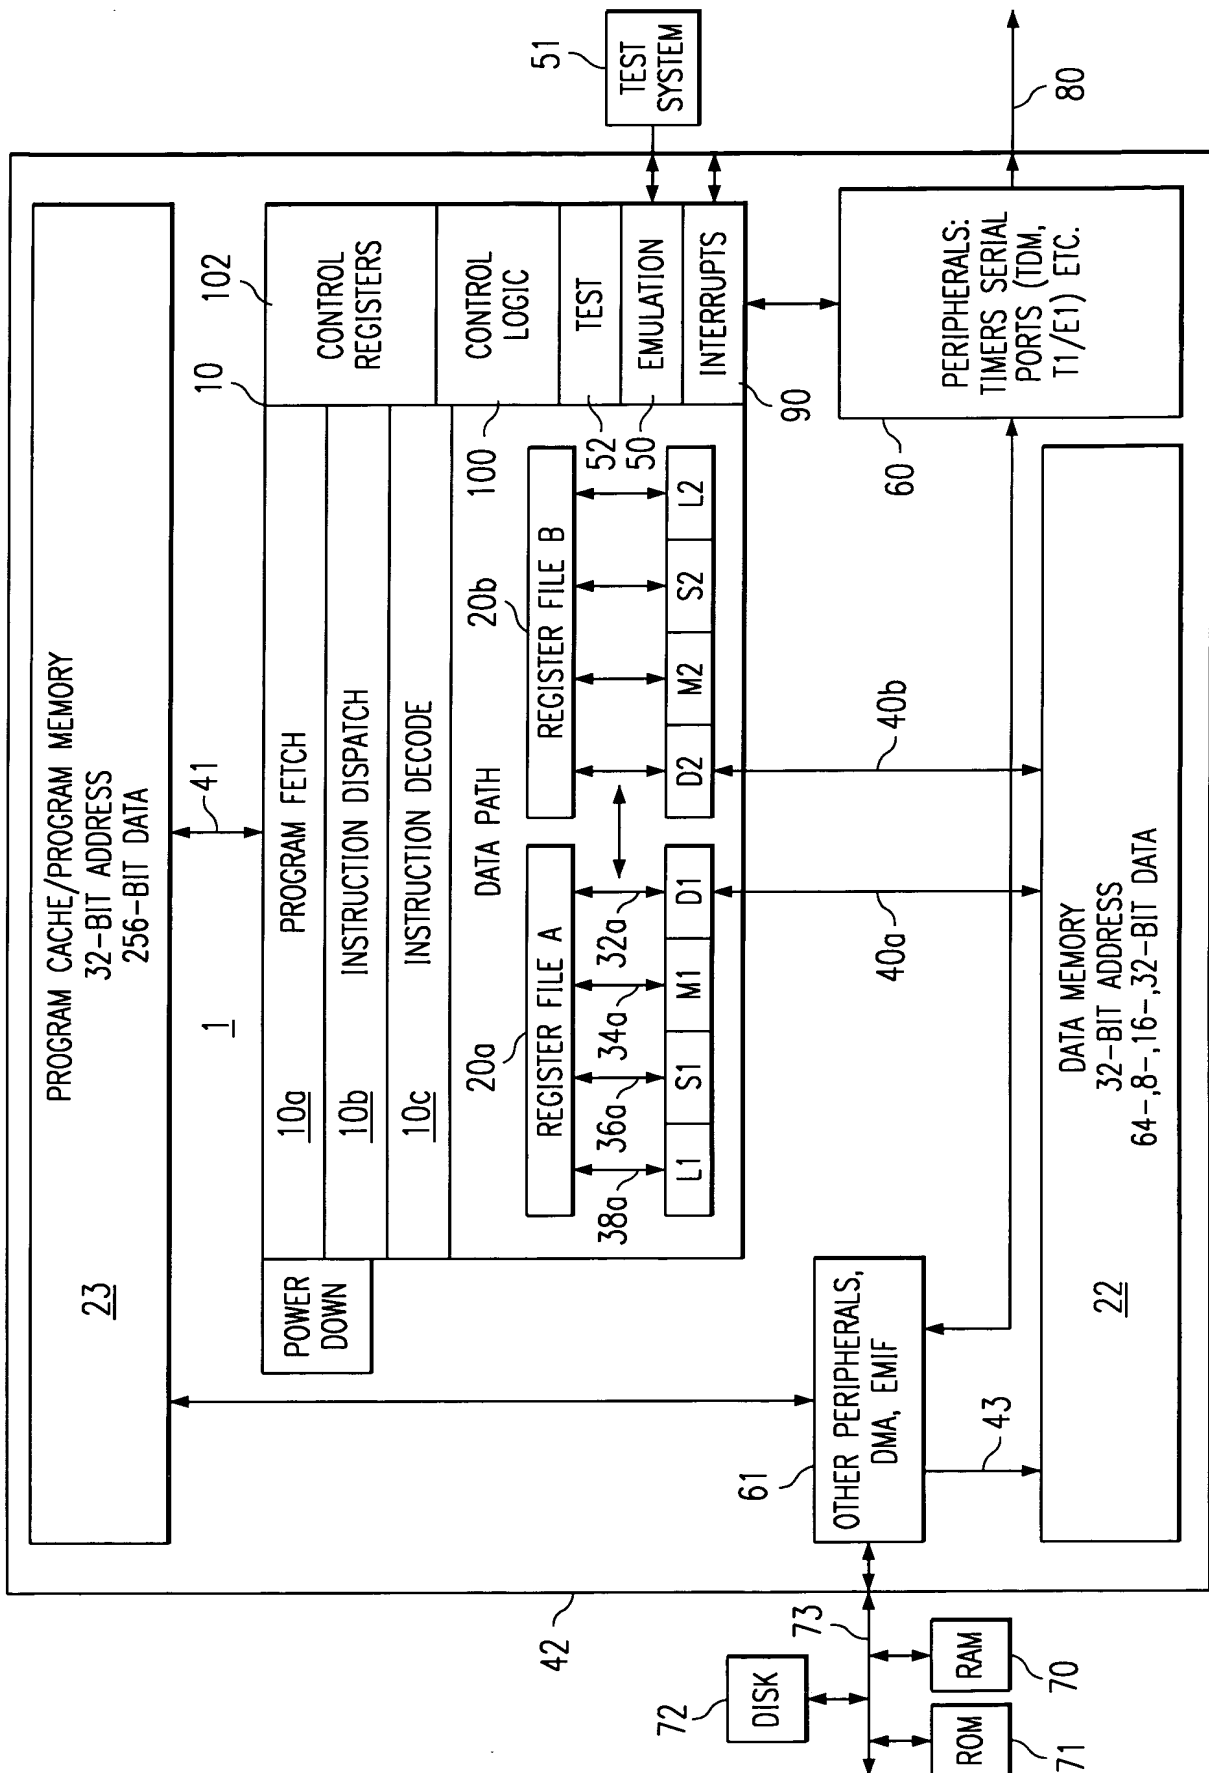 PROGRAM CACHE/PROGRAM MEMORY
32-BIT ADDRESS
256-BIT DATA
23
1
41
10
102
POWER
DOWN
PROGRAM FETCH
10a
INSTRUCTION DISPATCH
10b
INSTRUCTION DECODE
10c
DATA PATH
CONTROL
REGISTERS
CONTROL
LOGIC
100
TEST
52
EMULATION
50
INTERRUPTS
90
TEST
SYSTEM
51
20a
REGISTER FILE A
20b
REGISTER FILE B
38a
36a
34a
32a
L1
S1
M1
D1
D2
M2
S2
L2
40a
40b
OTHER PERIPHERALS,
DMA, EMIF
61
43
PERIPHERALS:
TIMERS SERIAL
PORTS (TDM,
T1/E1) ETC.
60
80
DATA MEMORY
32-BIT ADDRESS
64-,8-,16-,32-BIT DATA
22
42
73
DISK
72
RAM
70
ROM
71